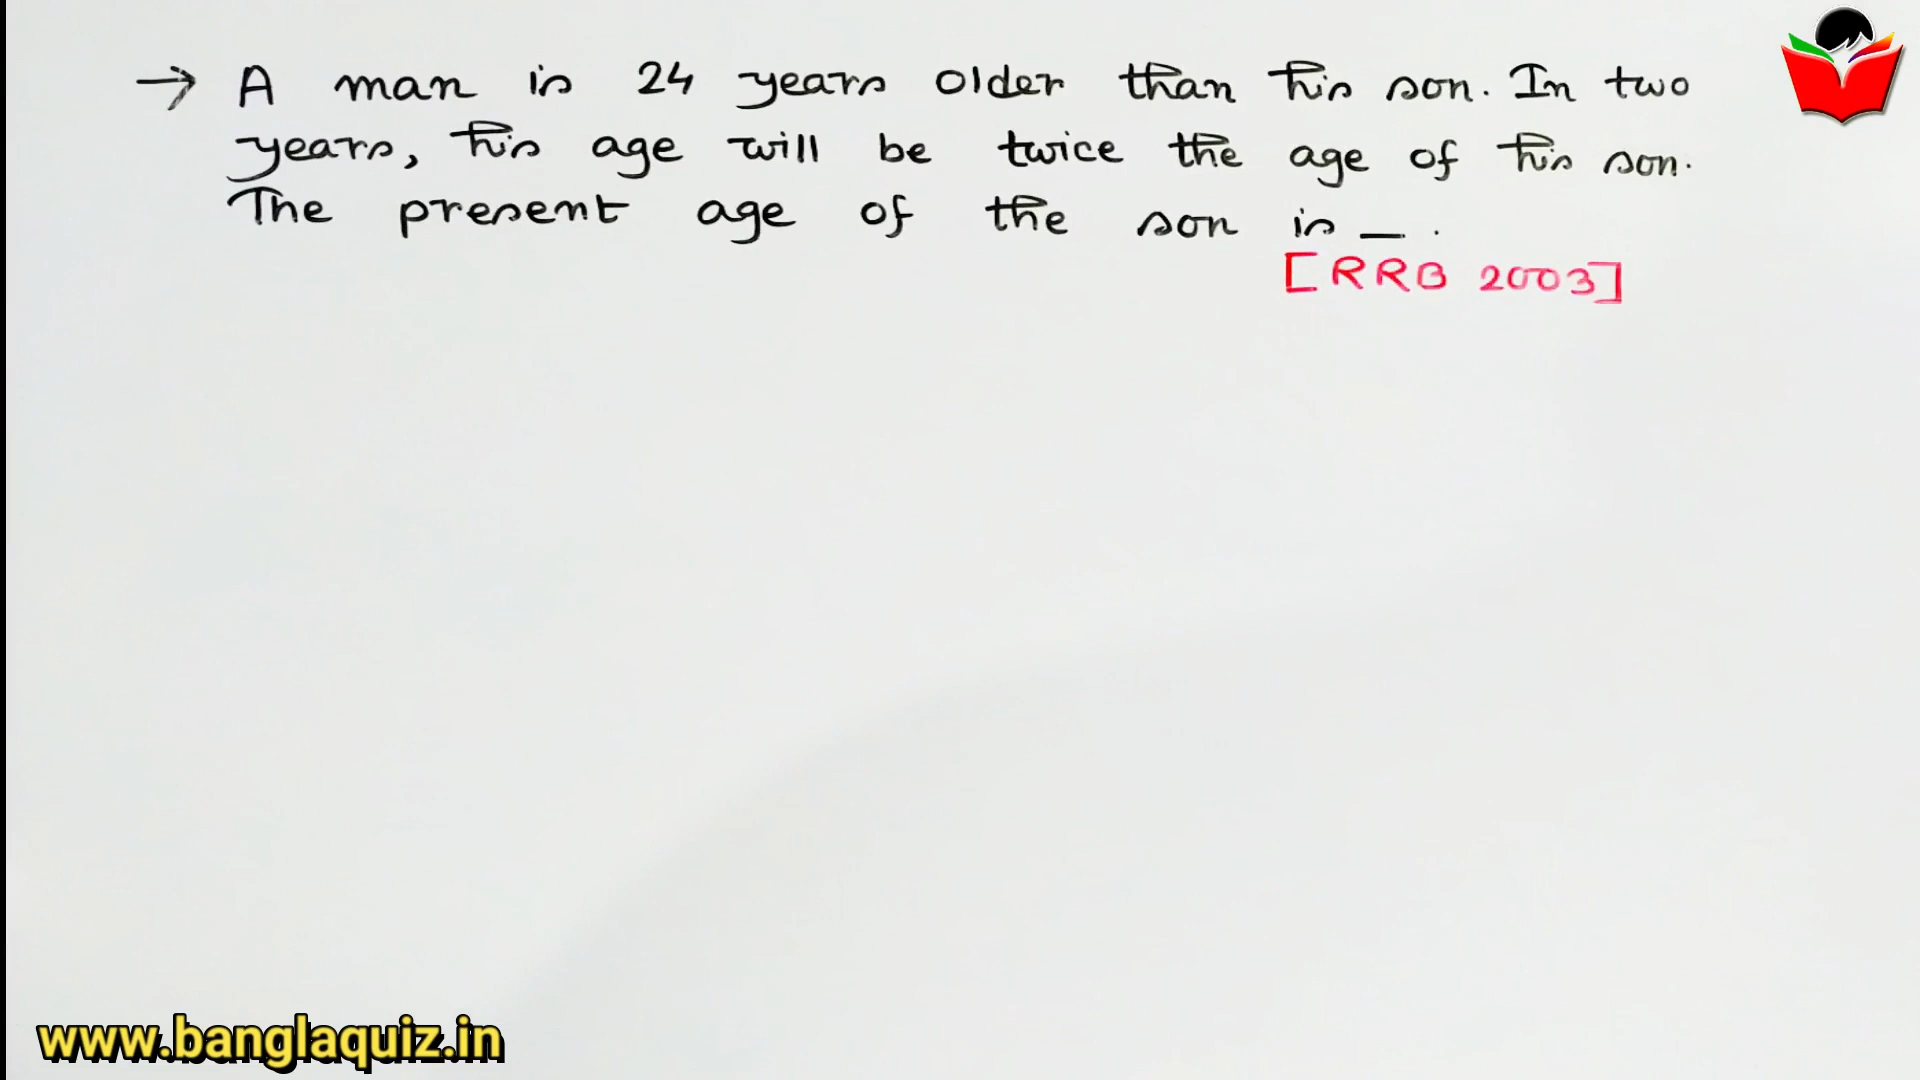 → A man is 24 years older than his son. In two
years, his age will be twice the age of his son.
The present age of the son is _ .
[RRB 2003]
www.banglaquiz.in